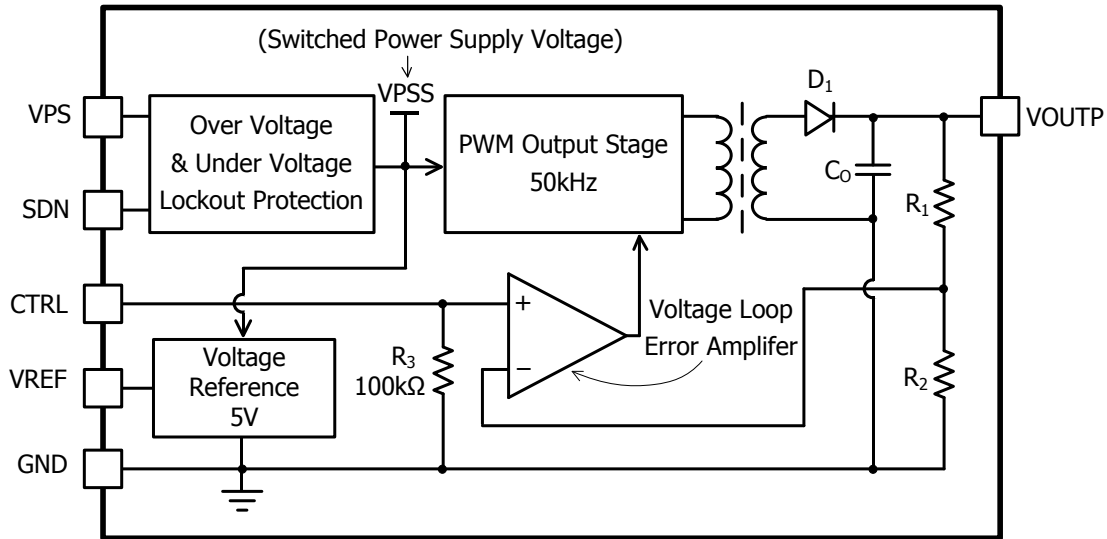 (Switched Power Supply Voltage)
VPSS
VPS
SDN
CTRL
VREF
GND
Over Voltage
& Under Voltage
Lockout Protection
PWM Output Stage
50kHz
D₁
VOUTP
C₀
R₁
+
−
Voltage Loop
Error Amplifer
R₃
100kΩ
R₂
Voltage
Reference
5V